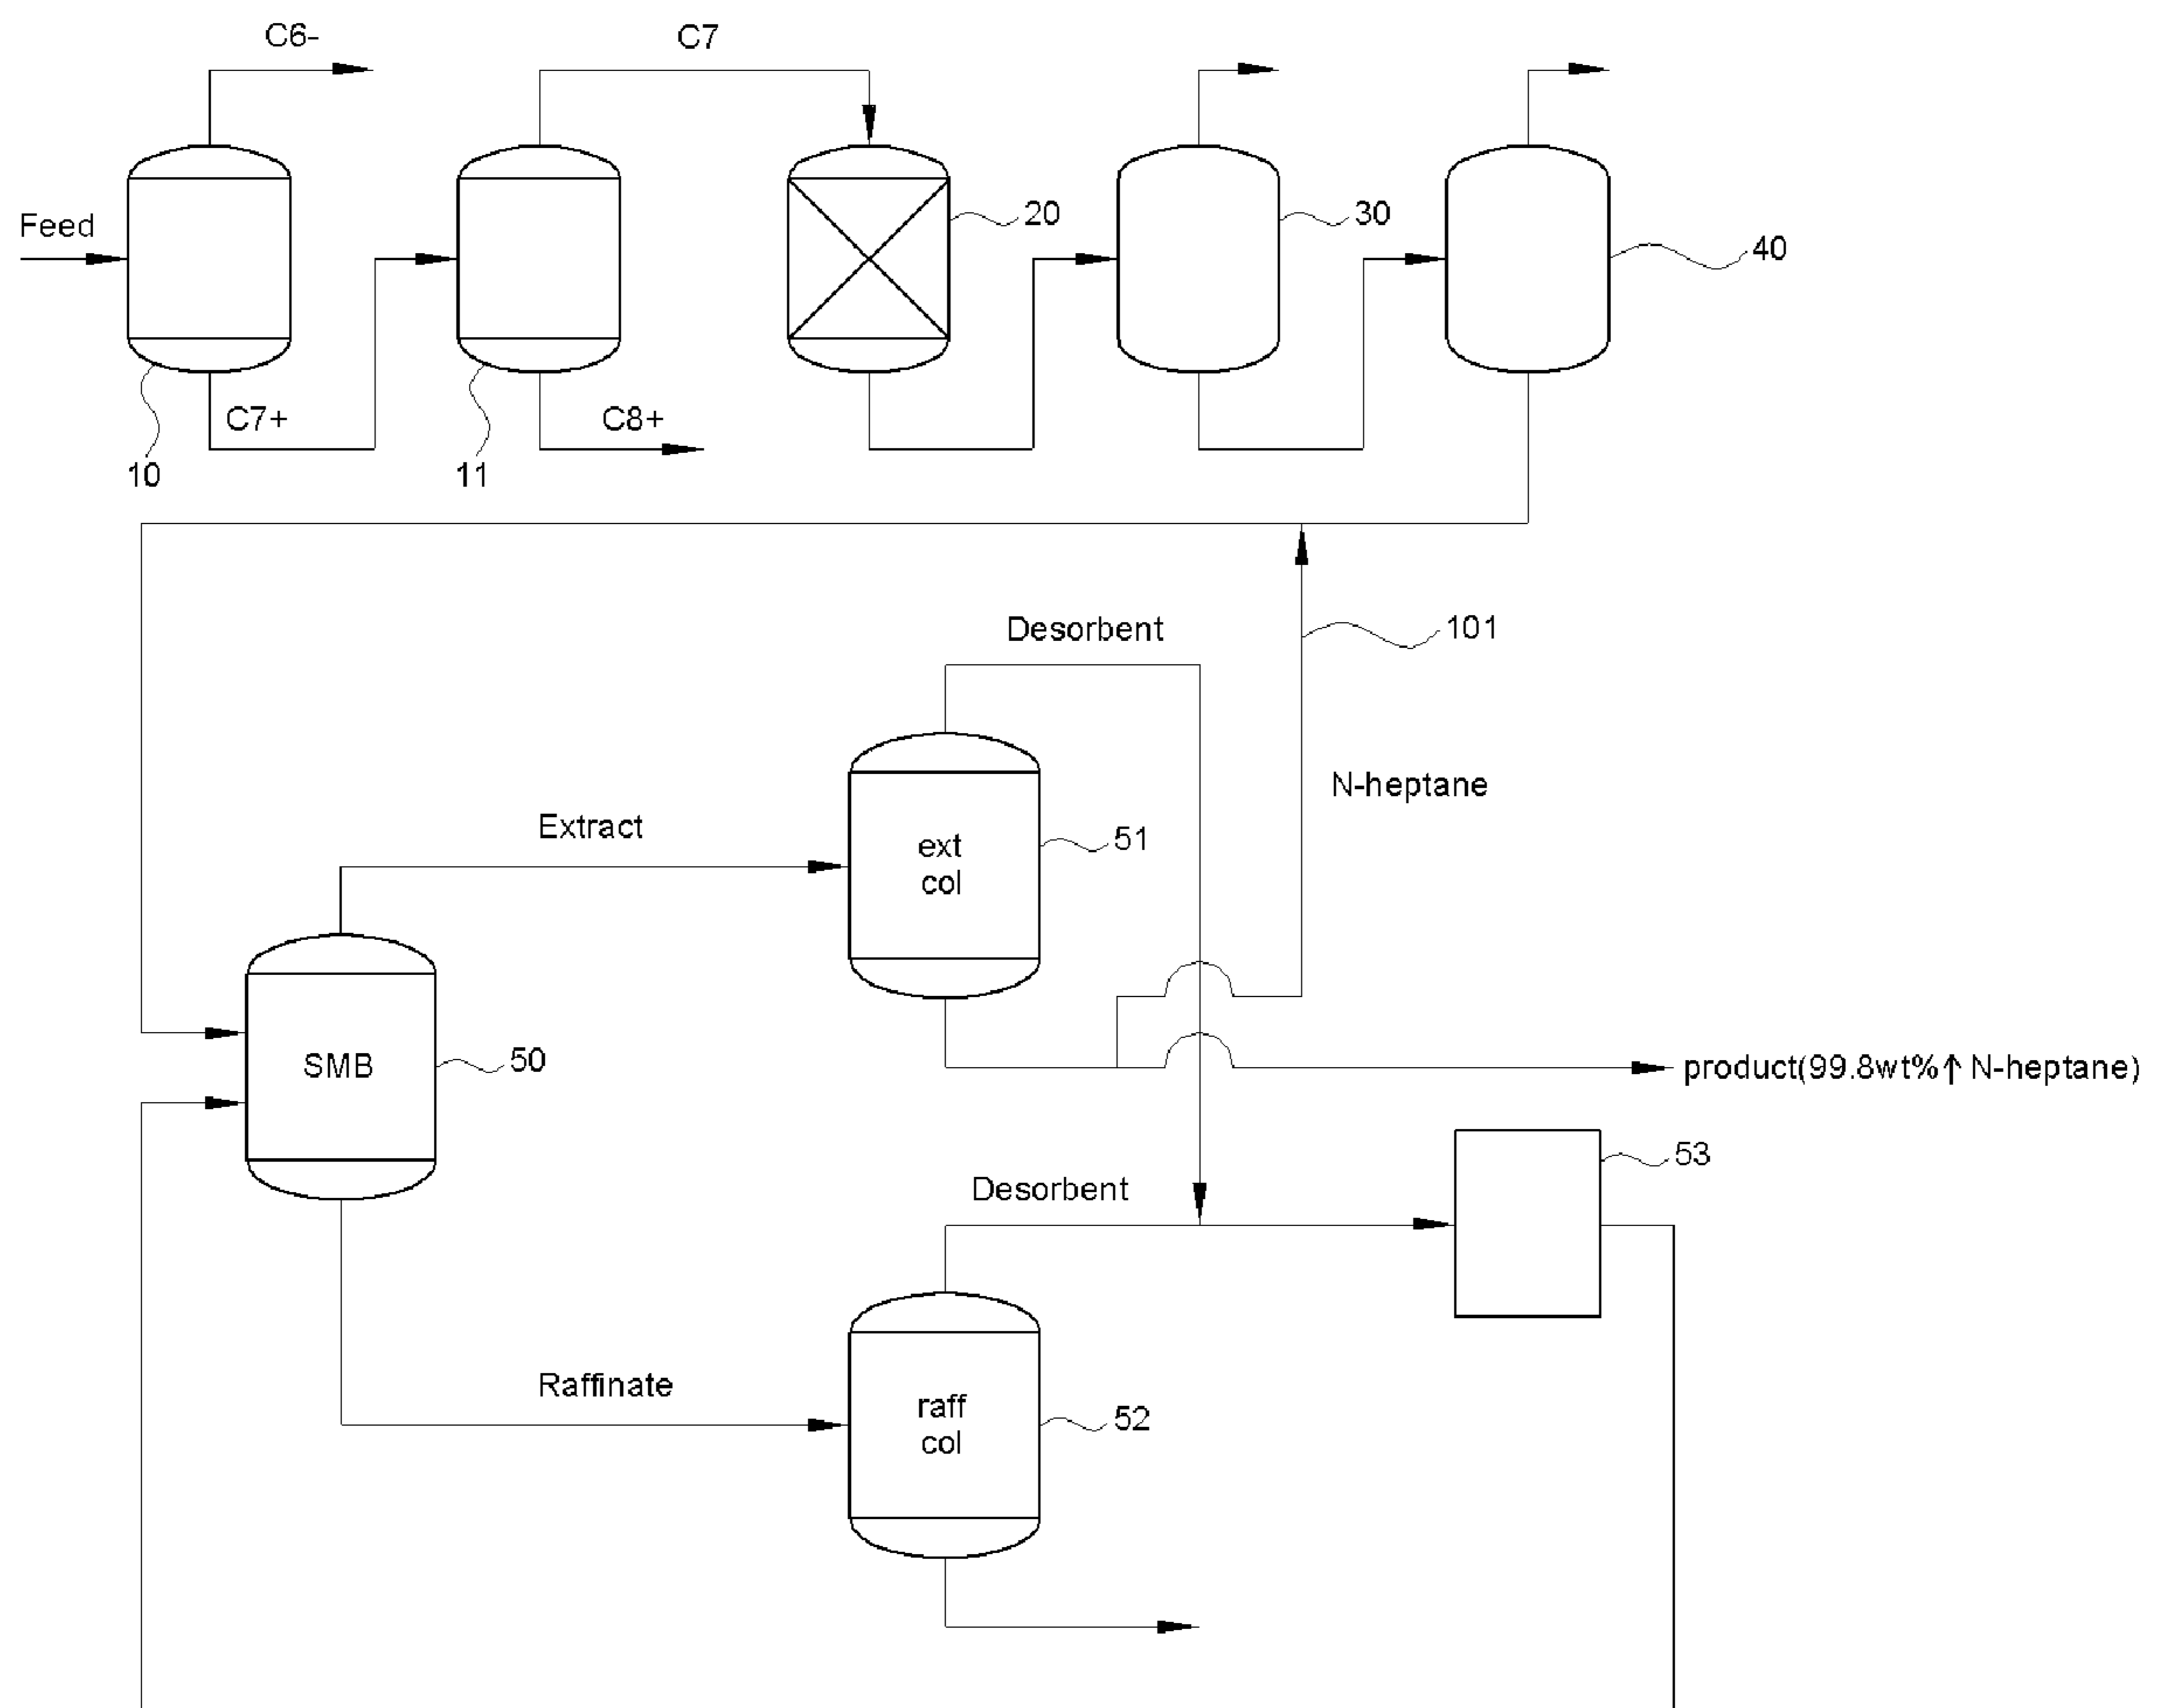 C6-
C7
Feed
20
30
40
C7+
C8+
10
11
Desorbent
101
N-heptane
Extract
ext
col
51
SMB
50
product(99.8wt%↑ N-heptane)
53
Desorbent
Raffinate
raff
col
52